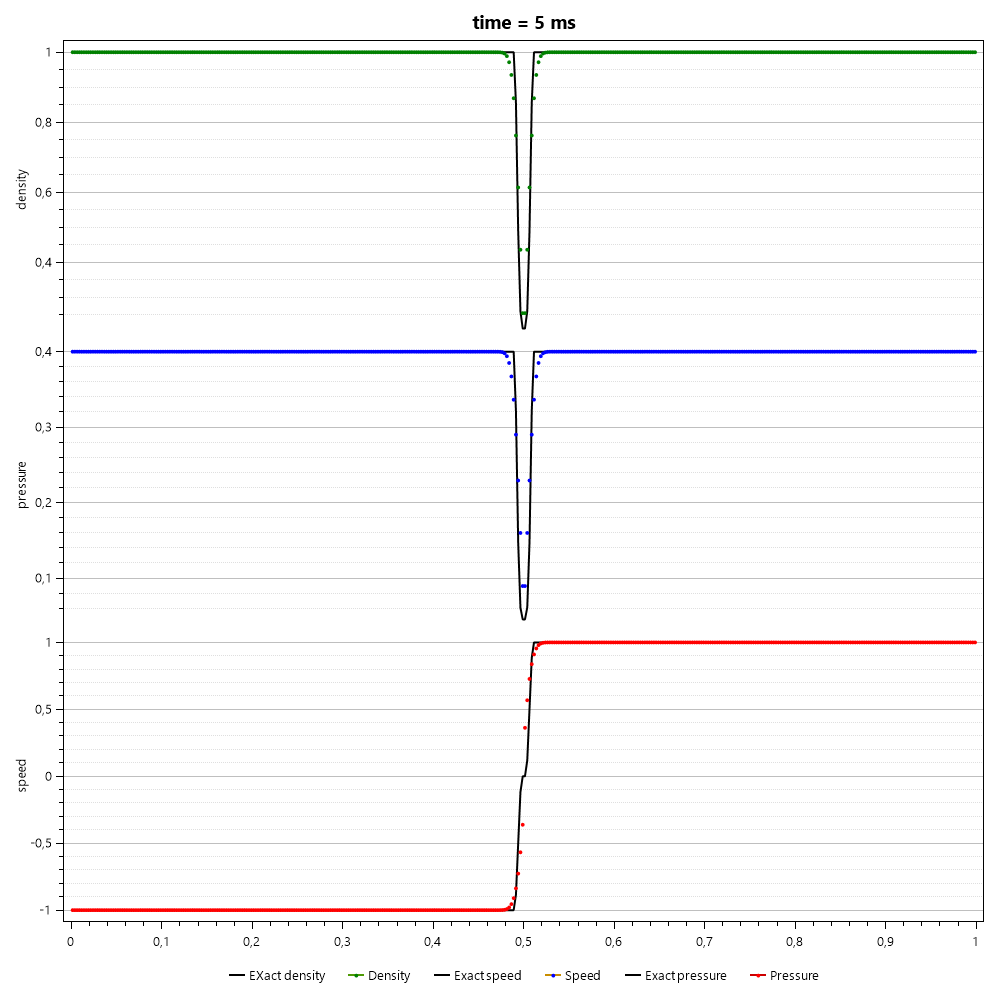 time = 5 ms
1
0,8
0,6
0,4
density
0,4
0,3
0,2
0,1
pressure
1
0,5
0
-0,5
-1
speed
0 0,1 0,2 0,3 0,4 0,5 0,6 0,7 0,8 0,9 1
EXact density Density Exact speed Speed Exact pressure Pressure